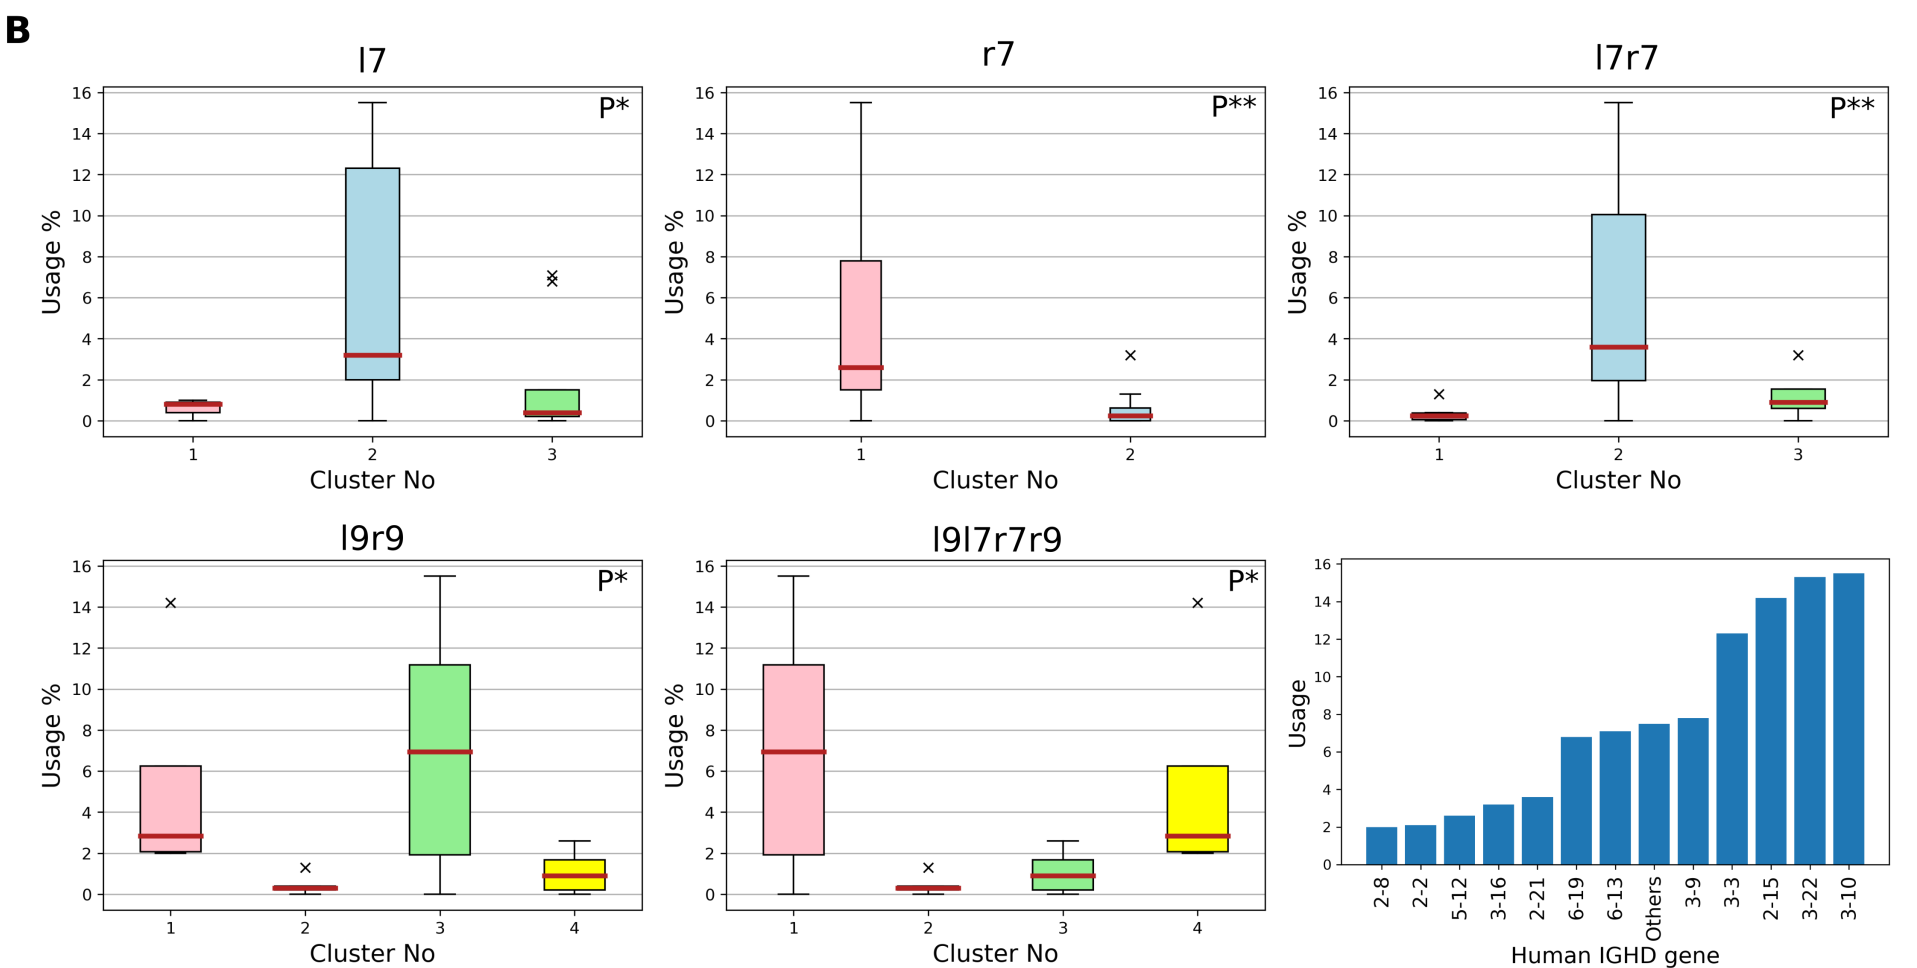 B
l7
P*
16
14
12
10
8
6
4
2
0
Usage %
1 2 3
Cluster No
r7
P**
16
14
12
10
8
6
4
2
0
Usage %
1 2
Cluster No
l7r7
P**
16
14
12
10
8
6
4
2
0
Usage %
1 2 3
Cluster No
l9r9
P*
16
14
12
10
8
6
4
2
0
Usage %
1 2 3 4
Cluster No
l9l7r7r9
P*
16
14
12
10
8
6
4
2
0
Usage %
1 2 3 4
Cluster No
16
14
12
10
8
6
4
2
0
Usage
2-8 2-2 5-12 3-16 2-21 6-19 6-13 Others 3-9 3-3 2-15 3-22 3-10
Human IGHD gene